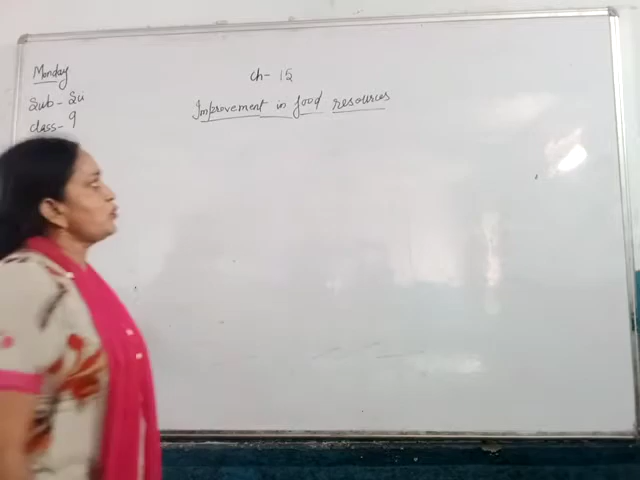 Monday
Sub- Sci
class- 9
ch- 15
Improvement in food resources